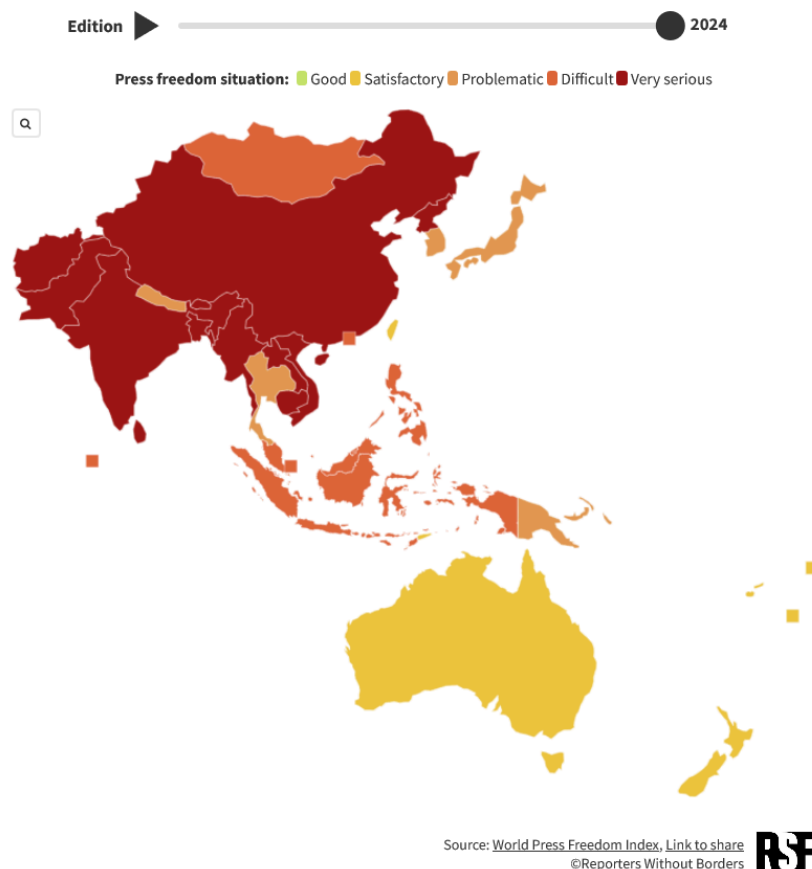 Edition 2024
Press freedom situation: Good Satisfactory Problematic Difficult Very serious
Source: World Press Freedom Index, Link to share
©Reporters Without Borders
RSF